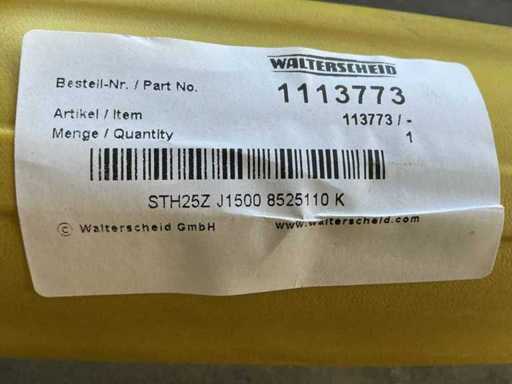 WALTERSCHEID
Bestell-Nr. / Part No. 1113773
Artikel / Item 113773 / -
Menge / Quantity 1
STH25Z J1500 8525110 K
© Walterscheid GmbH www.walterscheid.com